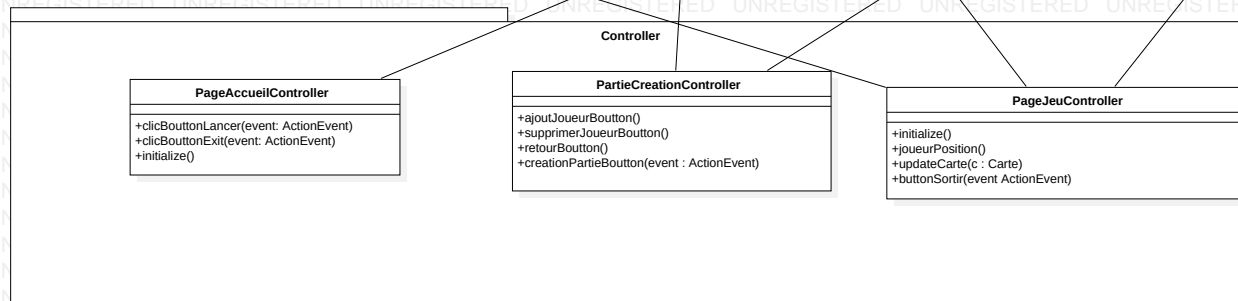 UNREGISTERED UNREGISTERED UNREGISTERED UNREGISTERED UNREGISTERED UNREGISTERED
Controller
PageAccueilController
+clicBouttonLancer(event: ActionEvent)
+clicBouttonExit(event: ActionEvent)
+initialize()
PartieCreationController
+ajoutJoueurBoutton()
+supprimerJoueurBoutton()
+retourBoutton()
+creationPartieBoutton(event : ActionEvent)
PageJeuController
+initialize()
+joueurPosition()
+updateCarte(c : Carte)
+buttonSortir(event ActionEvent)